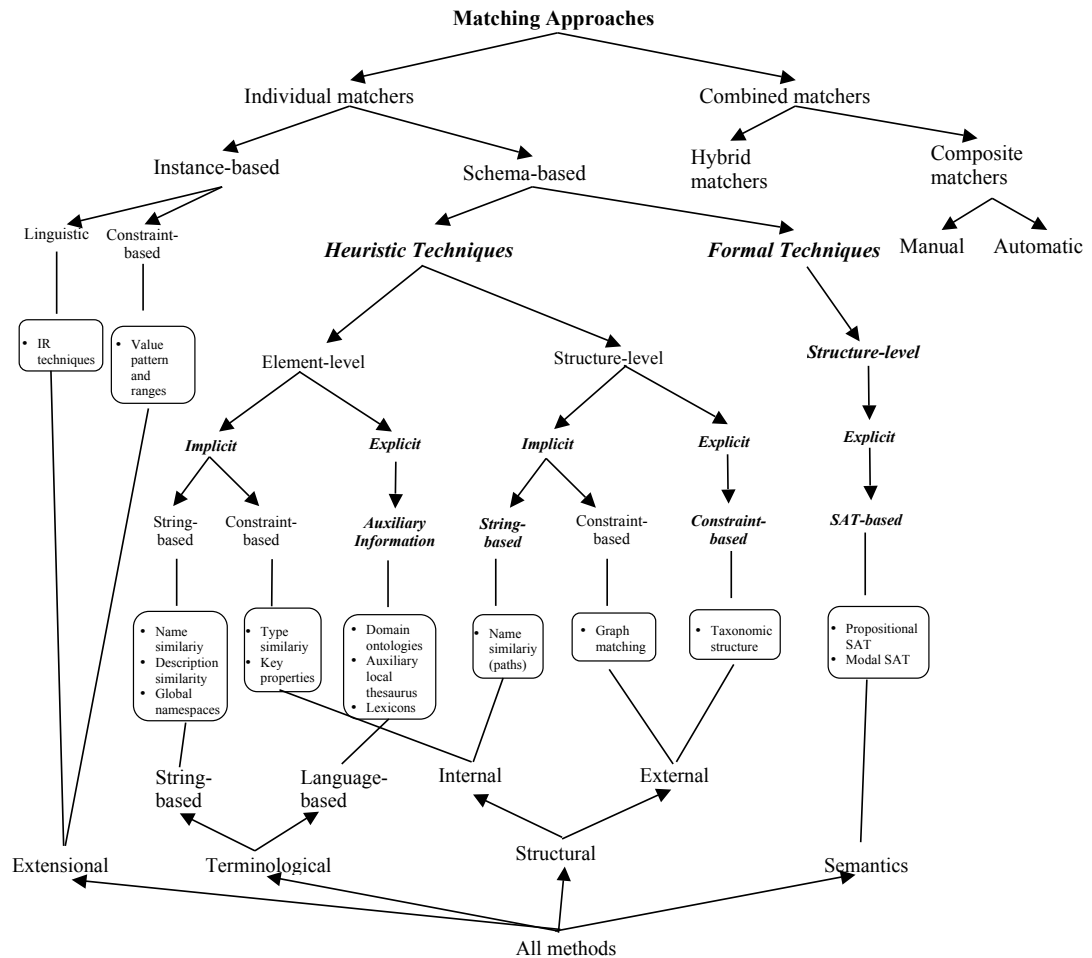 Matching Approaches
Individual matchers
Combined matchers
Instance-based
Schema-based
Hybrid
matchers
Composite
matchers
Linguistic
Constraint-
based
Heuristic Techniques
Formal Techniques
Manual
Automatic
• IR
techniques
• Value
pattern
and
ranges
Element-level
Structure-level
Structure-level
Implicit
Explicit
Implicit
Explicit
Explicit
String-
based
Constraint-
based
Auxiliary
Information
String-
based
Constraint-
based
Constraint-
based
SAT-based
• Name
similariy
• Description
similarity
• Global
namespaces
• Type
similariy
• Key
properties
• Domain
ontologies
• Auxiliary
local
thesaurus
• Lexicons
• Name
similariy
(paths)
• Graph
matching
• Taxonomic
structure
• Propositional
SAT
• Modal SAT
String-
based
Language-
based
Internal
External
Extensional
Terminological
Structural
Semantics
All methods